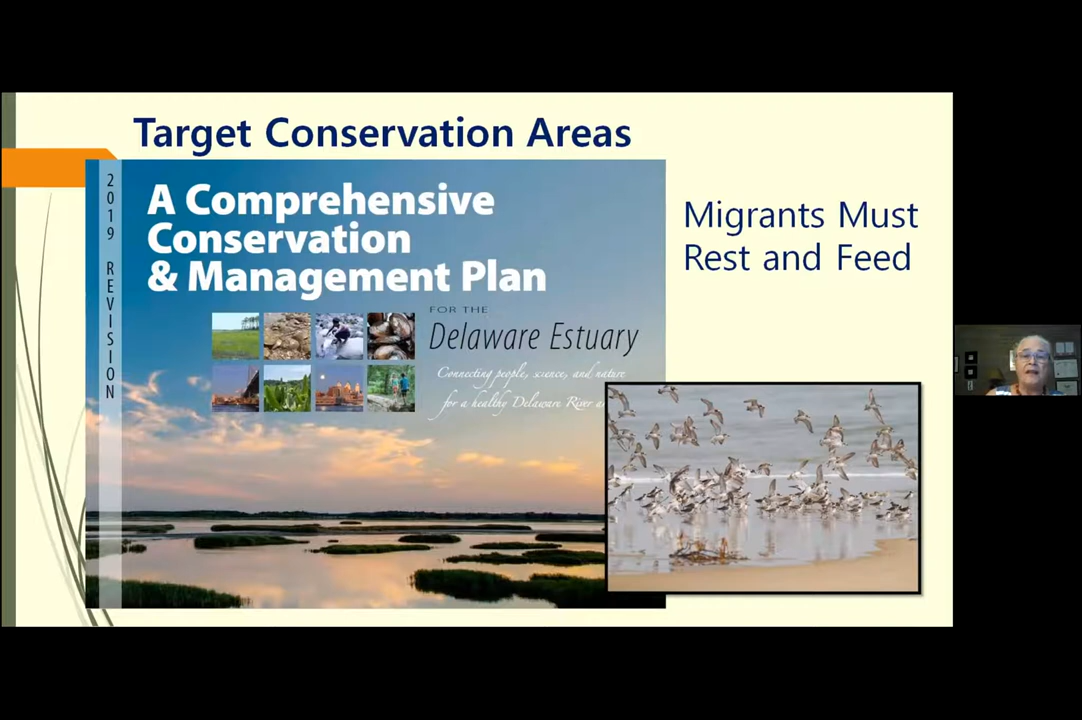 Target Conservation Areas
2019 REVISION
A Comprehensive
Conservation
& Management Plan
FOR THE
Delaware Estuary
Connecting people, science, and nature
for a healthy Delaware River
Migrants Must
Rest and Feed